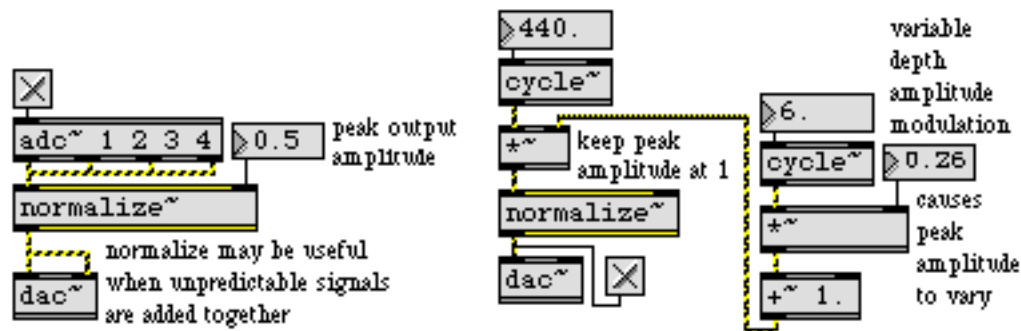 adc~ 1 2 3 4
0.5
peak output
amplitude
normalize~
normalize may be useful
when unpredictable signals
are added together
dac~
440.
cycle~
*~
keep peak
amplitude at 1
normalize~
dac~
variable
depth
amplitude
modulation
6.
cycle~
0.26
*~
causes
peak
amplitude
to vary
+~ 1.